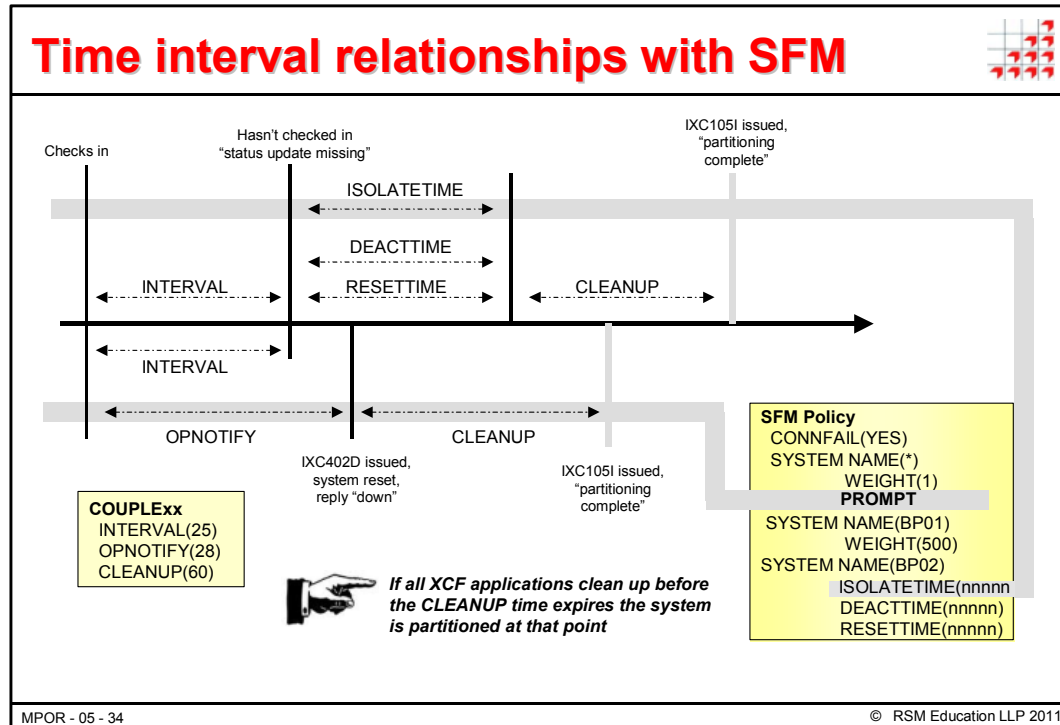 Time interval relationships with SFM
Checks in
Hasn't checked in
“status update missing”
IXC105I issued,
“partitioning
complete”
ISOLATETIME
DEACTTIME
INTERVAL
RESETTIME
CLEANUP
INTERVAL
OPNOTIFY
CLEANUP
IXC402D issued,
system reset,
reply “down”
IXC105I issued,
“partitioning
complete”
COUPLExx
INTERVAL(25)
OPNOTIFY(28)
CLEANUP(60)
If all XCF applications clean up before
the CLEANUP time expires the system
is partitioned at that point
SFM Policy
CONNFAIL(YES)
SYSTEM NAME(*)
WEIGHT(1)
PROMPT
SYSTEM NAME(BP01)
WEIGHT(500)
SYSTEM NAME(BP02)
ISOLATETIME(nnnnn
DEACTTIME(nnnnn)
RESETTIME(nnnnn)
MPOR - 05 - 34
© RSM Education LLP 2011